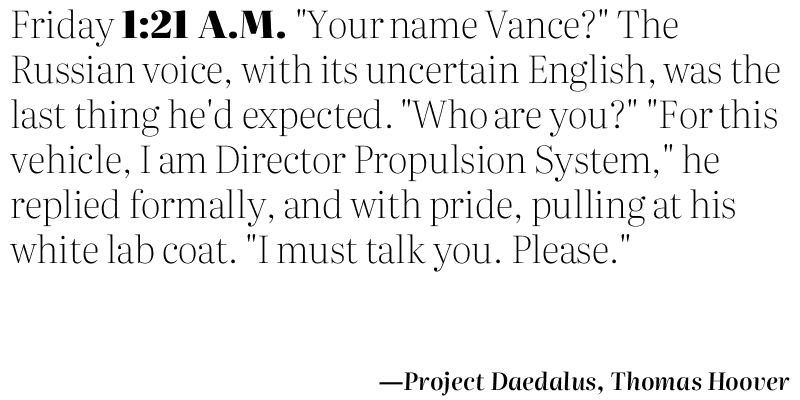 Friday 1:21 A.M. "Your name Vance?" The
Russian voice, with its uncertain English, was the
last thing he'd expected. "Who are you?" "For this
vehicle, I am Director Propulsion System," he
replied formally, and with pride, pulling at his
white lab coat. "I must talk you. Please."
—Project Daedalus, Thomas Hoover